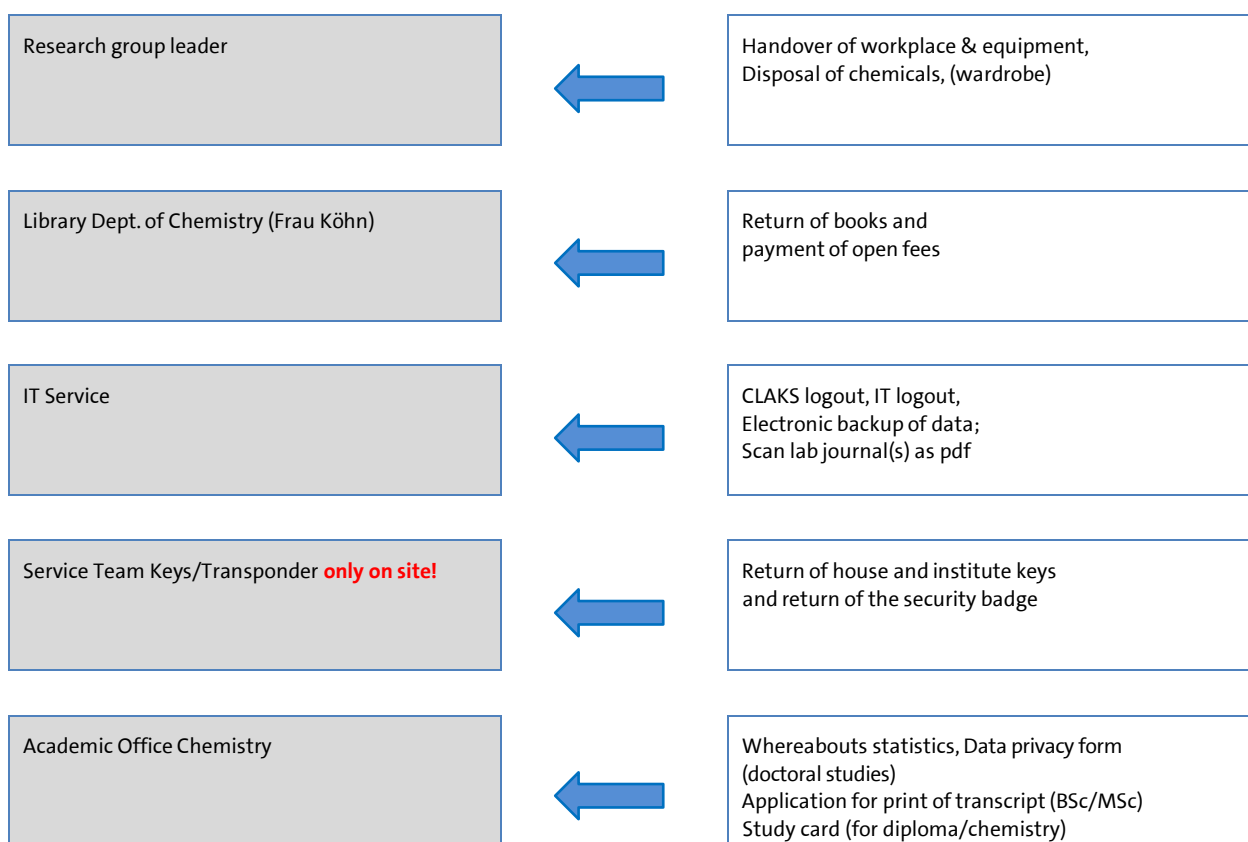 Research group leader
Handover of workplace & equipment,
Disposal of chemicals, (wardrobe)
Library Dept. of Chemistry (Frau Köhn)
Return of books and
payment of open fees
IT Service
CLAKS logout, IT logout,
Electronic backup of data;
Scan lab journal(s) as pdf
Service Team Keys/Transponder only on site!
Return of house and institute keys
and return of the security badge
Academic Office Chemistry
Whereabouts statistics, Data privacy form
(doctoral studies)
Application for print of transcript (BSc/MSc)
Study card (for diploma/chemistry)